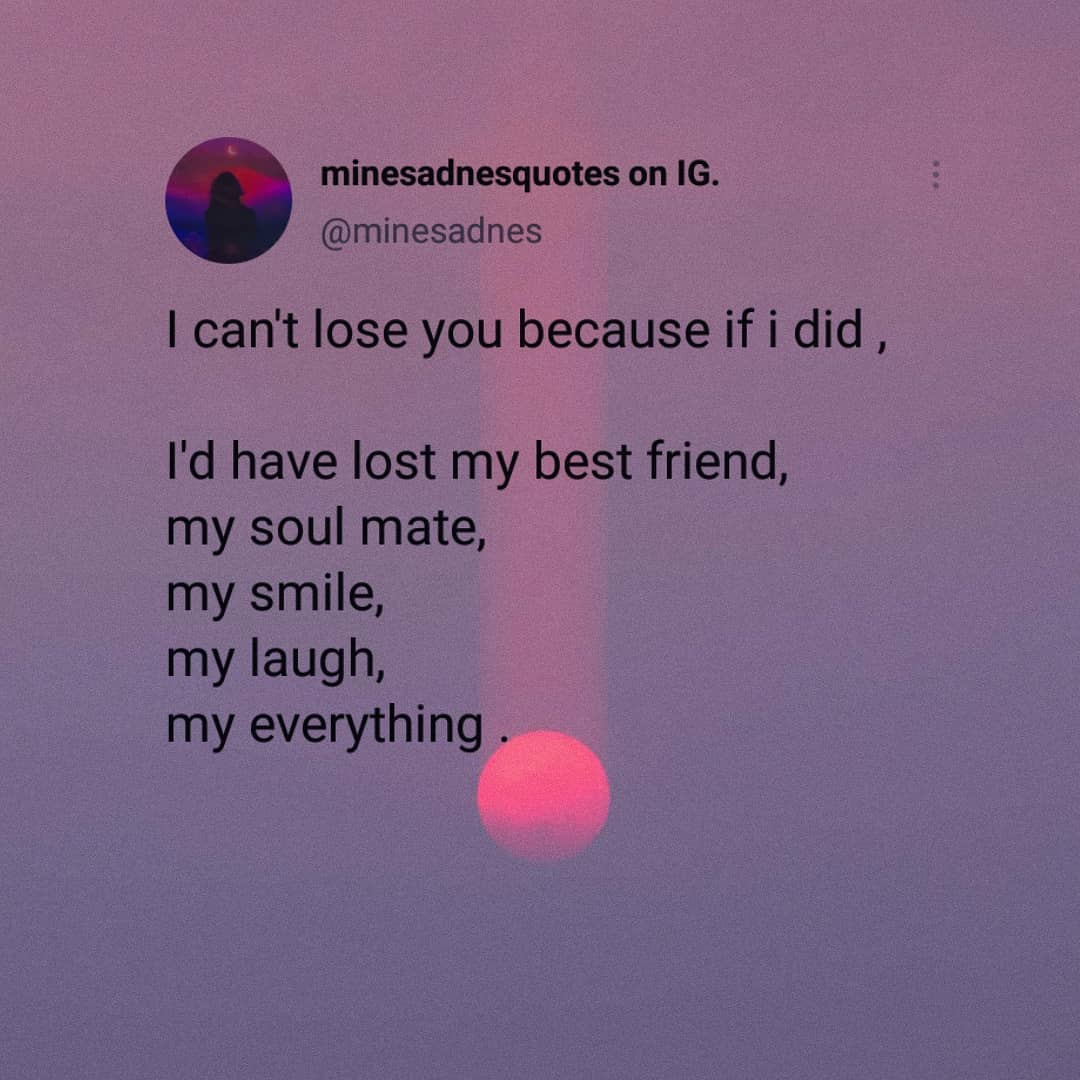 minesadnesquotes on IG.
@minesadnes
I can't lose you because if i did ,
I'd have lost my best friend,
my soul mate,
my smile,
my laugh,
my everything .